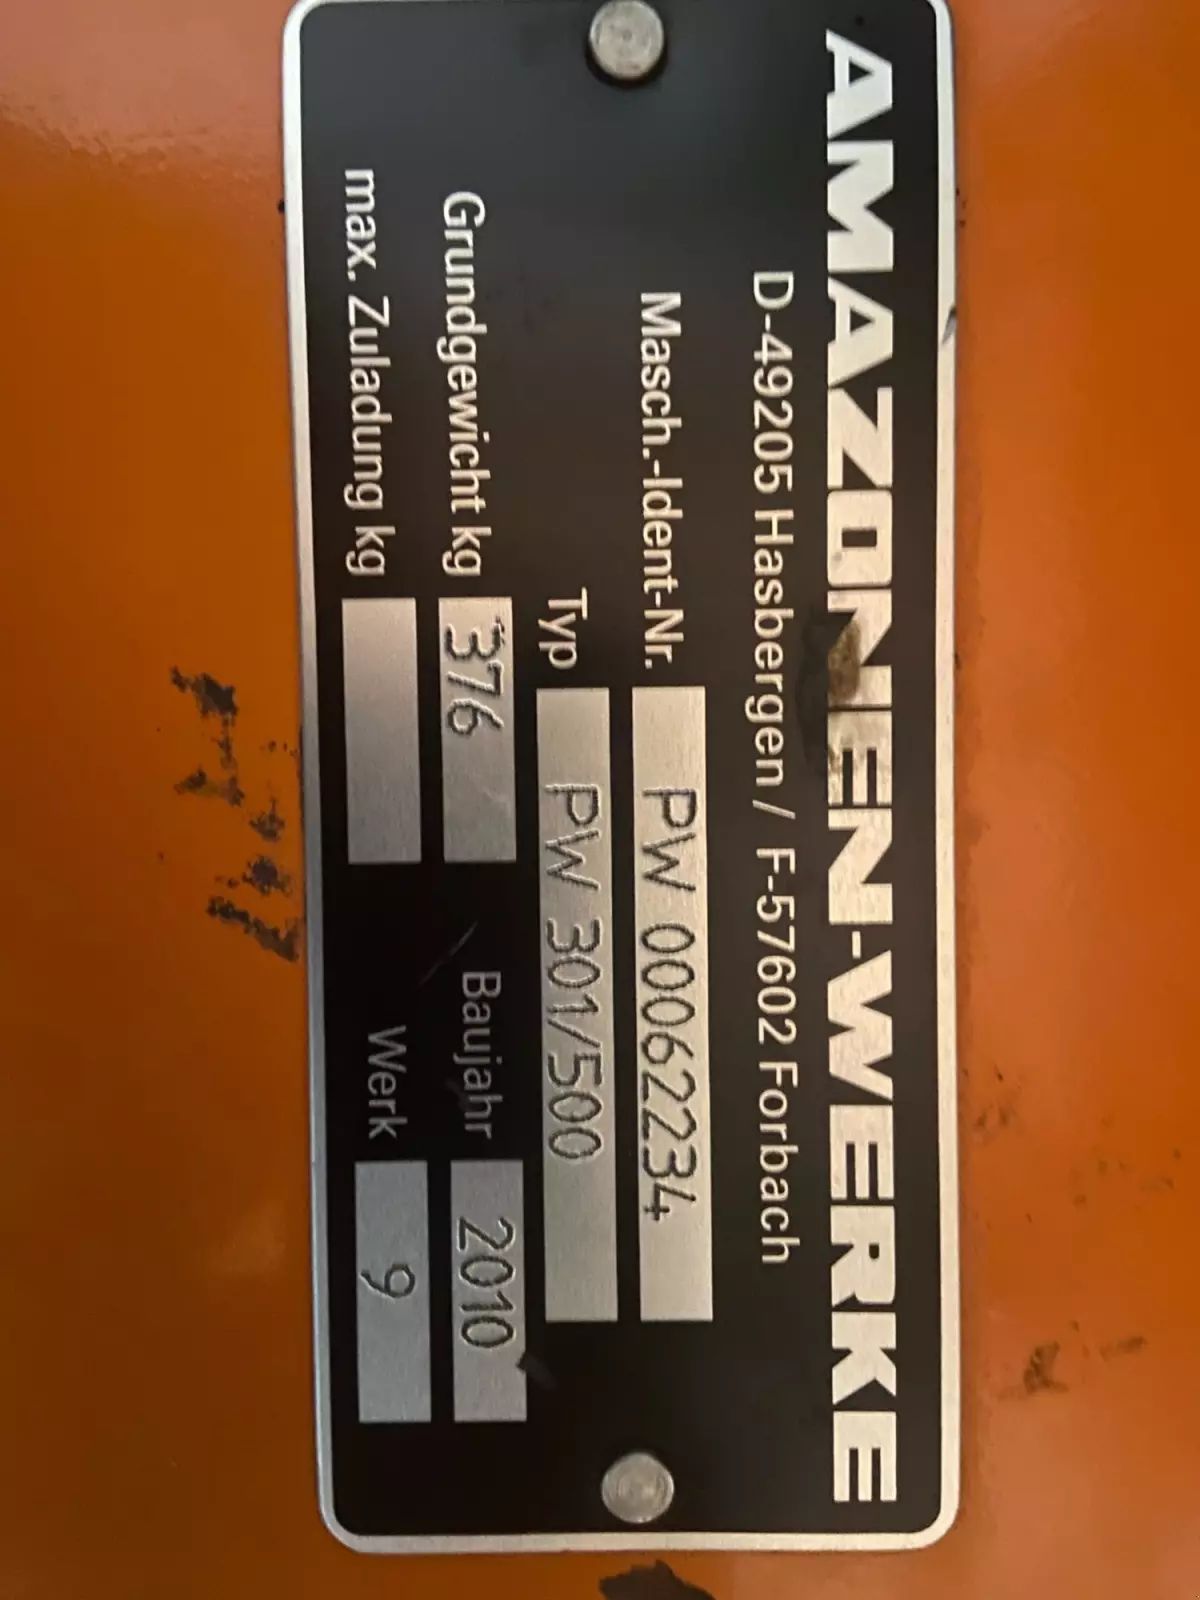 AMAZONEN-WERKE
D-49205 Hasbergen / F-57602 Forbach
Masch.-Ident-Nr. PW 00062234
Typ PW 301/500
Grundgewicht kg 376 Baujahr 2010
max. Zuladung kg Werk 9